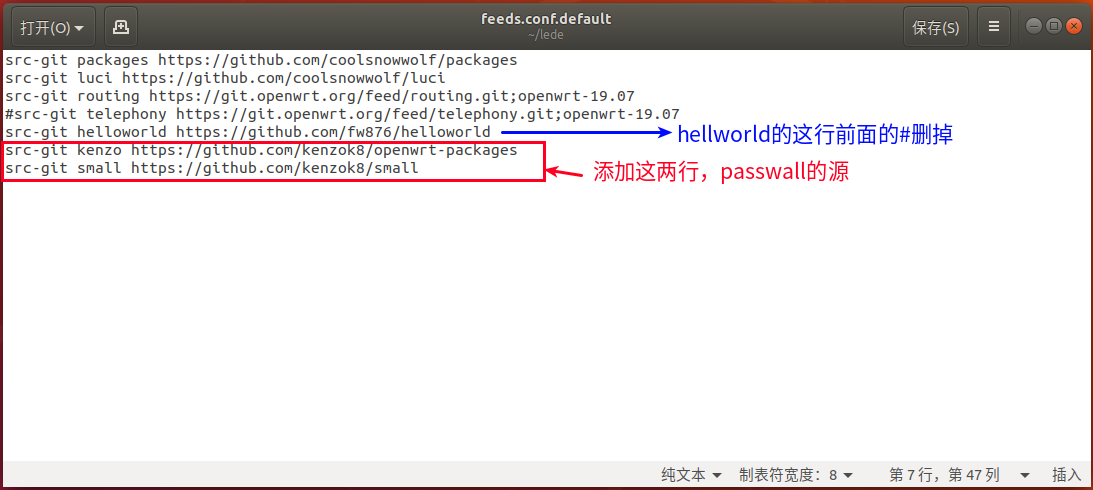 打开(O)
feeds.conf.default
~/lede
保存(S)
src-git packages https://github.com/coolsnowwolf/packages
src-git luci https://github.com/coolsnowwolf/luci
src-git routing https://git.openwrt.org/feed/routing.git;openwrt-19.07
#src-git telephony https://git.openwrt.org/feed/telephony.git;openwrt-19.07
src-git helloworld https://github.com/fw876/helloworld
hellworld的这行前面的#删掉
src-git kenzo https://github.com/kenzok8/openwrt-packages
src-git small https://github.com/kenzok8/small
添加这两行，passwall的源
纯文本 制表符宽度：8 第 7 行，第 47 列 插入